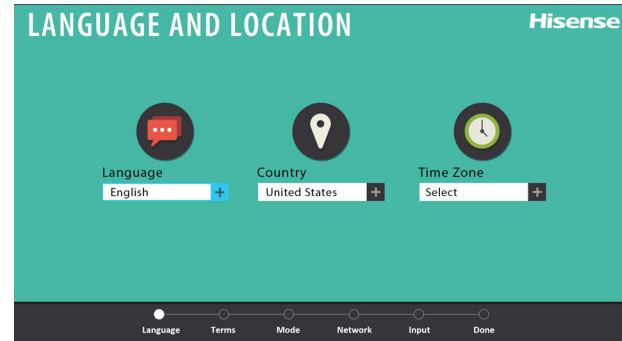 LANGUAGE AND LOCATION
Hisense
Language
Country
Time Zone
English +
United States +
Select +
Language Terms Mode Network Input Done